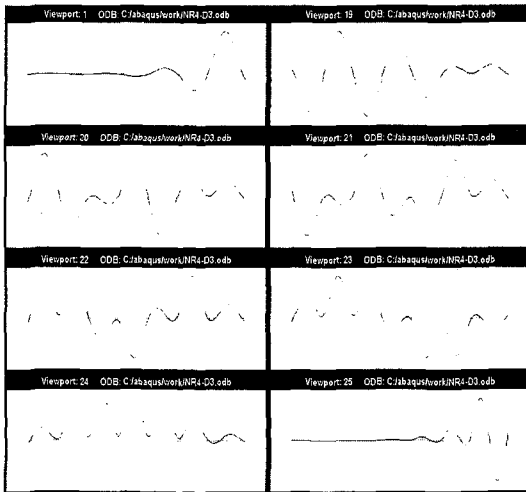 Viewport: 1 ODB: C:/abaqus/work/NR4-D3.odb
Viewport: 19 ODB: C:/abaqus/work/NR4-D3.odb
Viewport: 20 ODB: C:/abaqus/work/NR4-D3.odb
Viewport: 21 ODB: C:/abaqus/work/NR4-D3.odb
Viewport: 22 ODB: C:/abaqus/work/NR4-D3.odb
Viewport: 23 ODB: C:/abaqus/work/NR4-D3.odb
Viewport: 24 ODB: C:/abaqus/work/NR4-D3.odb
Viewport: 25 ODB: C:/abaqus/work/NR4-D3.odb